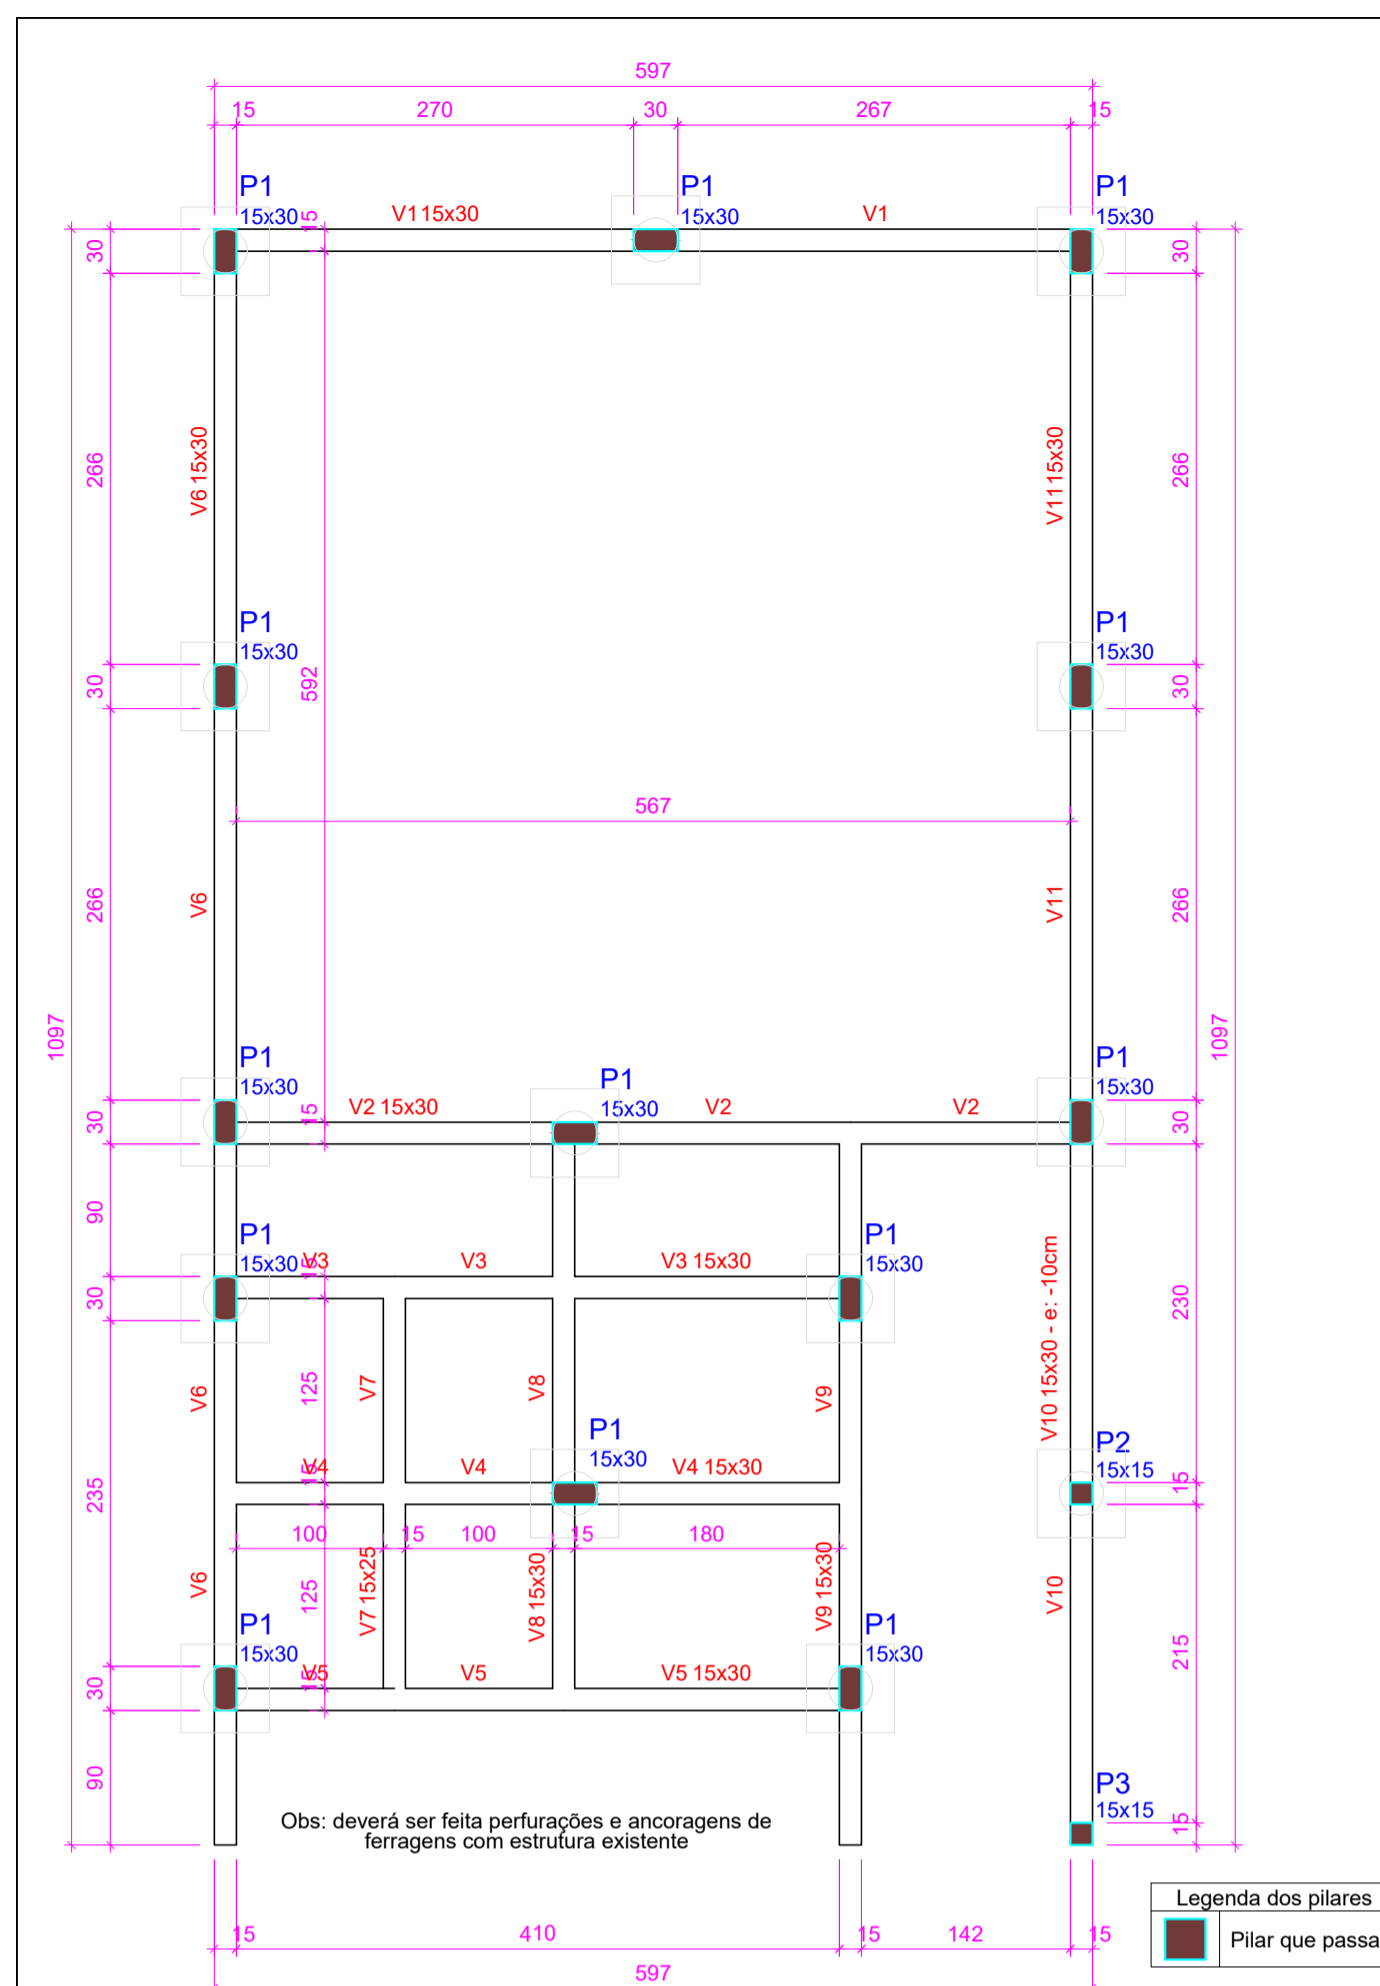 597
15 270 30 267 15
P1 P1 P1
15x30 V1 15x30 15x30 V1 15x30
15
30 30
266 V6 15x30 V11 15x30 266
P1 P1
15x30 15x30
30 592 30
567
266 V6 V11 266
1097 1097
P1 P1 P1
15x30 15x30 15x30
V2 15x30 V2 V2
30 15 30
90
P1 P1
15x30 15x30
V3 V3 V3 15x30
15
30
V10 15x30 - e: -10cm
230
V6 125 V7 V8 V9
P1 P2
15x30 15x15
V4 V4 V4 15x30
15 15
235
100 15 100 15 180
V6 125 V7 15x25 V8 15x30 V9 15x30 V10
215
P1 P1
15x30 15x30
V5 V5 V5 15x30
30 15
90
P3
15x15
15
Obs: deverá ser feita perfurações e ancoragens de
ferragens com estrutura existente
Legenda dos pilares
Pilar que passa
15 410 15 142 15
597